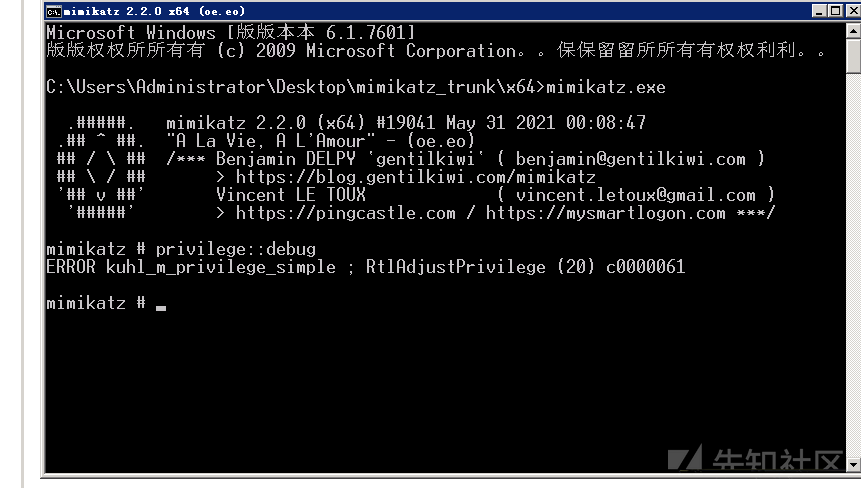 mimikatz 2.2.0 x64 (oe.eo)
Microsoft Windows [版版本本 6.1.7601]
版版权权所所有有 (c) 2009 Microsoft Corporation。。保保留留所所有有权权利利。。
C:\Users\Administrator\Desktop\mimikatz_trunk\x64>mimikatz.exe
.#####. mimikatz 2.2.0 (x64) #19041 May 31 2021 00:08:47
.## ^ ##. "A La Vie, A L'Amour" - (oe.eo)
## / \ ## /*** Benjamin DELPY `gentilkiwi` ( benjamin@gentilkiwi.com )
## \ / ## > https://blog.gentilkiwi.com/mimikatz
'## v ##' Vincent LE TOUX ( vincent.letoux@gmail.com )
'#####' > https://pingcastle.com / https://mysmartlogon.com ***/
mimikatz # privilege::debug
ERROR kuhl_m_privilege_simple ; RtlAdjustPrivilege (20) c0000061
mimikatz # _
先知社区